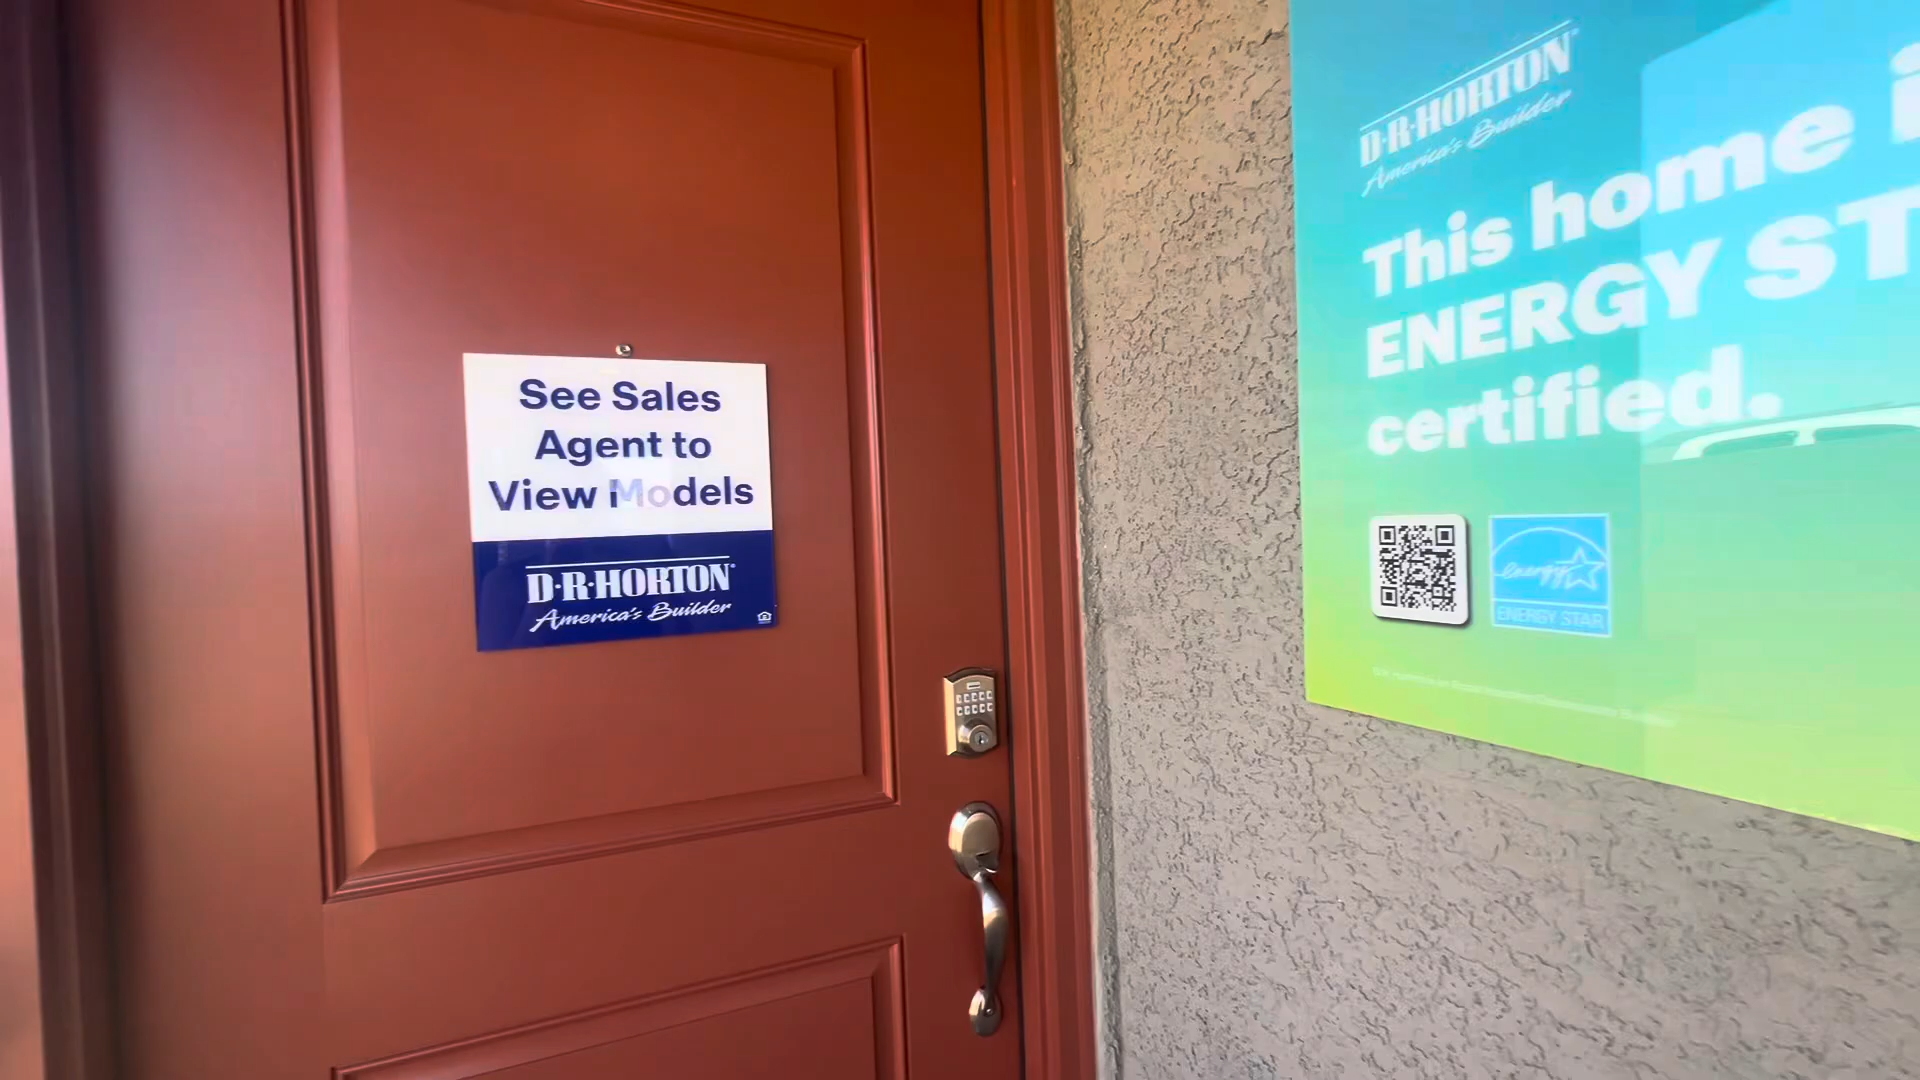 See Sales
Agent to
View Models
D·R·HORTON
America's Builder
D·R·HORTON
America's Builder
This home i
ENERGY ST
certified.
energy
ENERGY STAR